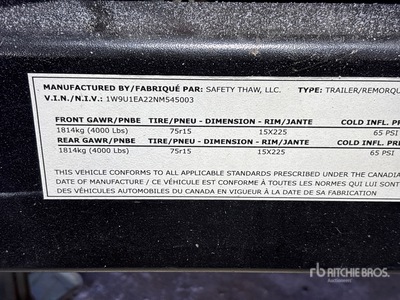 MANUFACTURED BY/FABRIQUÉ PAR: SAFETY THAW, LLC. TYPE: TRAILER/REMORQU
V.I.N./N.I.V.: 1W9U1EA22NM545003
FRONT GAWR/PNBE TIRE/PNEU - DIMENSION - RIM/JANTE COLD INFL. PR
1814kg (4000 Lbs) 75r15 15X225 65 PSI
REAR GAWR/PNBE TIRE/PNEU - DIMENSION - RIM/JANTE COLD INFL. PR
1814kg (4000 Lbs) 75r15 15X225 65 PSI
THIS VEHICLE CONFORMS TO ALL APPLICABLE STANDARDS PRESCRIBED UNDER THE CANADIA
DATE OF MANUFACTURE / CE VÉHICULE EST CONFORME À TOUTES LES NORMES QUI LUI SONT
DES VÉHICULES AUTOMOBILES DU CANADA EN VIGUEUR À LA DATE DE SA FABRICATION
rb RITCHIE BROS.
Auctioneers